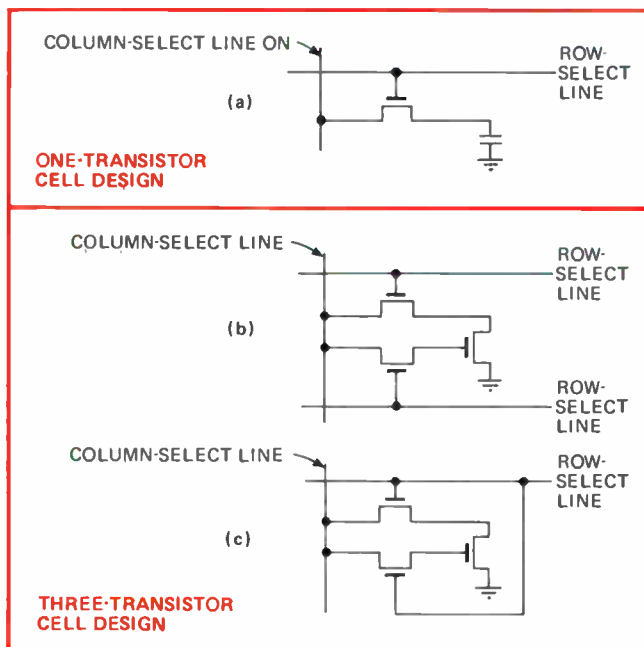 COLUMN-SELECT LINE ON
ROW-
SELECT
LINE
(a)
ONE-TRANSISTOR
CELL DESIGN
COLUMN-SELECT LINE
ROW-
SELECT
LINE
(b)
ROW-
SELECT
LINE
COLUMN-SELECT LINE
ROW-
SELECT
LINE
(c)
THREE-TRANSISTOR
CELL DESIGN